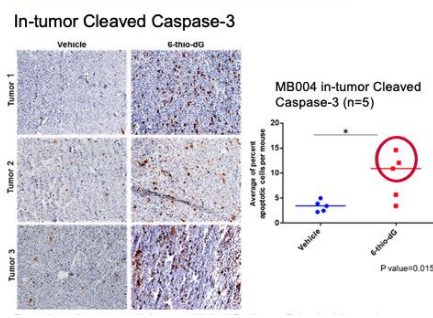 In-tumor Cleaved Caspase-3
Vehicle
6-thio-dG
Tumor 1
Tumor 2
Tumor 3
MB004 in-tumor Cleaved
Caspase-3 (n=5)
Average of percent
apoptotic cells per mouse
20
15
10
5
0
*
Vehicle
6-thio-dG
P value=0.015